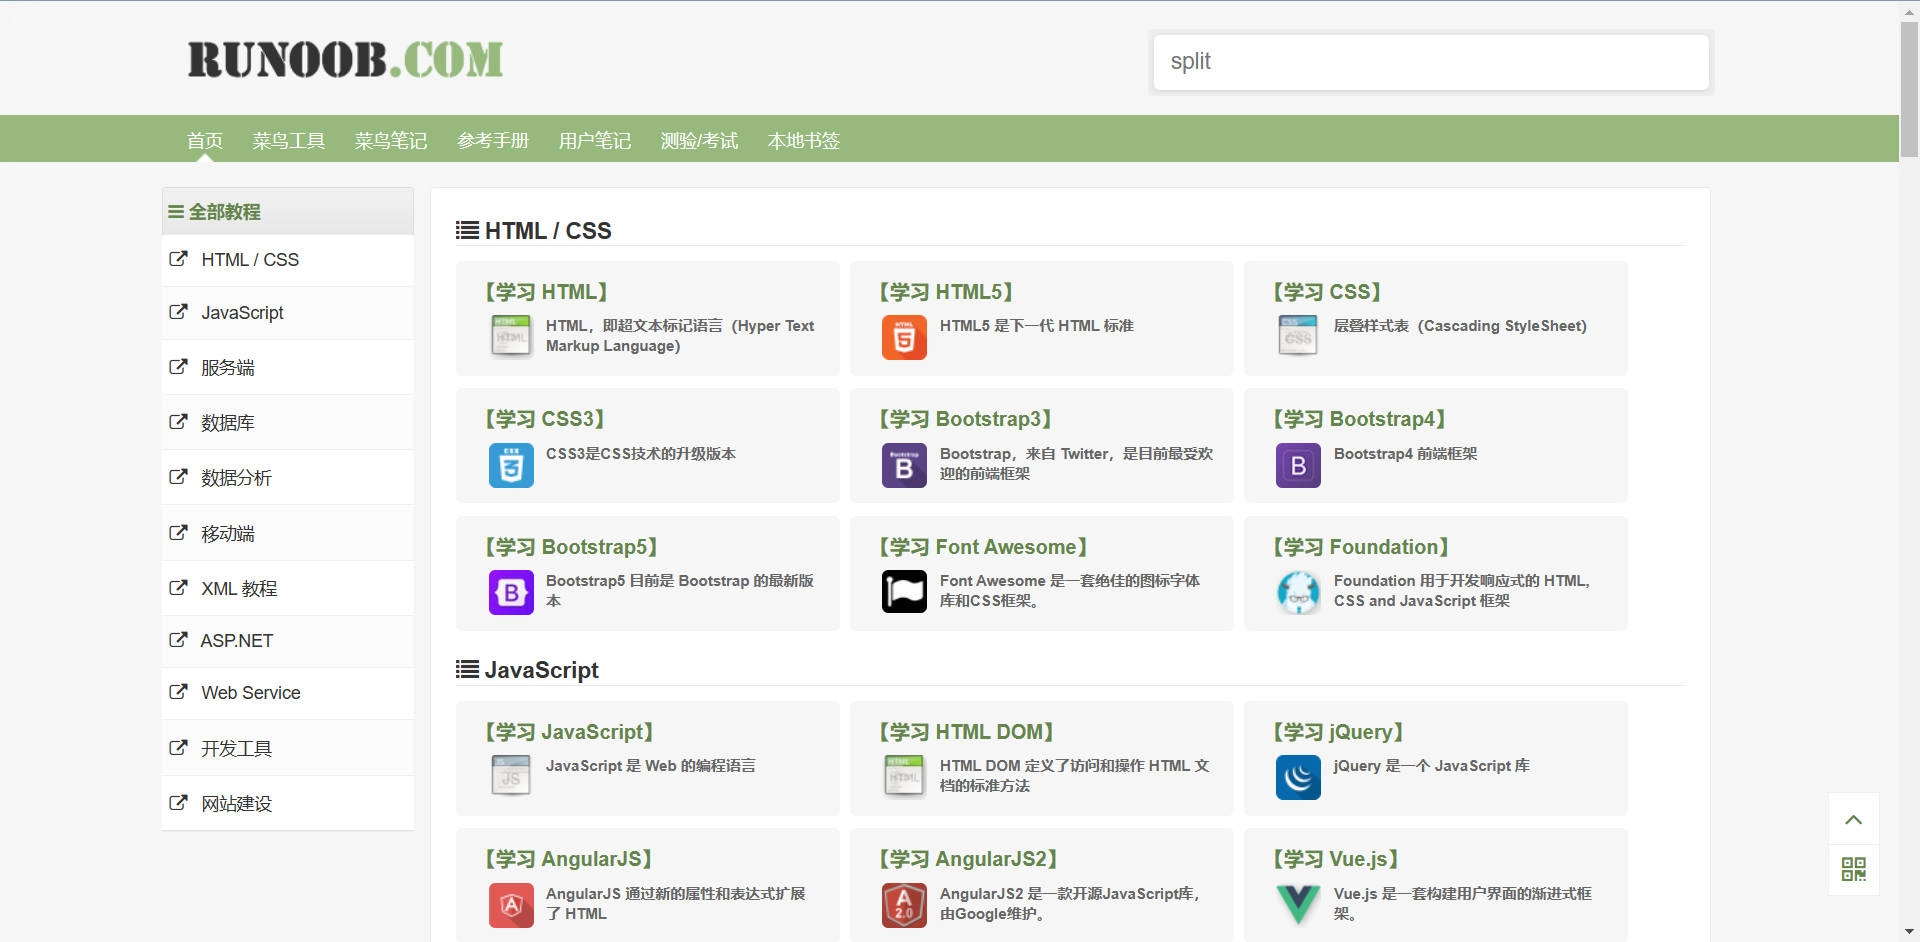 RUNOOB.COM
split
首页 菜鸟工具 菜鸟笔记 参考手册 用户笔记 测验/考试 本地书签
全部教程
HTML / CSS
JavaScript
服务端
数据库
数据分析
移动端
XML 教程
ASP.NET
Web Service
开发工具
网站建设
HTML / CSS
【学习 HTML】
HTML，即超文本标记语言（Hyper Text
Markup Language)
【学习 HTML5】
HTML5 是下一代 HTML 标准
【学习 CSS】
层叠样式表（Cascading StyleSheet)
【学习 CSS3】
CSS3是CSS技术的升级版本
【学习 Bootstrap3】
Bootstrap，来自 Twitter，是目前最受欢
迎的前端框架
【学习 Bootstrap4】
Bootstrap4 前端框架
【学习 Bootstrap5】
Bootstrap5 目前是 Bootstrap 的最新版
本
【学习 Font Awesome】
Font Awesome 是一套绝佳的图标字体
库和CSS框架。
【学习 Foundation】
Foundation 用于开发响应式的 HTML,
CSS and JavaScript 框架
JavaScript
【学习 JavaScript】
JavaScript 是 Web 的编程语言
【学习 HTML DOM】
HTML DOM 定义了访问和操作 HTML 文
档的标准方法
【学习 jQuery】
jQuery 是一个 JavaScript 库
【学习 AngularJS】
AngularJS 通过新的属性和表达式扩展
了 HTML
【学习 AngularJS2】
AngularJS2 是一款开源JavaScript库，
由Google维护。
【学习 Vue.js】
Vue.js 是一套构建用户界面的渐进式框
架。